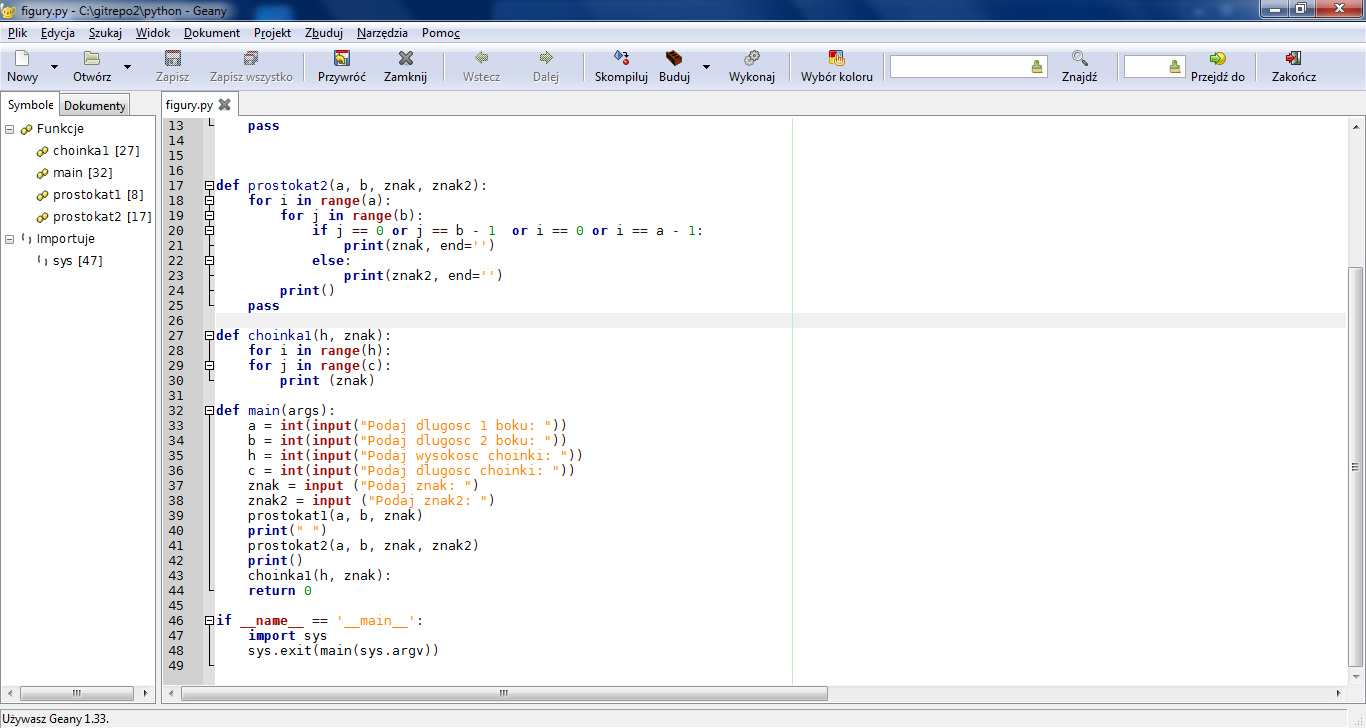 figury.py - C:\gitrepo2\python - Geany
Plik Edycja Szukaj Widok Dokument Projekt Zbuduj Narzędzia Pomoc
Nowy Otwórz Zapisz Zapisz wszystko Przywróć Zamknij Wstecz Dalej Skompiluj Buduj Wykonaj Wybór koloru Znajdź Przejdź do Zakończ
Symbole Dokumenty
Funkcje
choinka1 [27]
main [32]
prostokat1 [8]
prostokat2 [17]
Importuje
sys [47]
figury.py
13     pass
14
15
16
17 def prostokat2(a, b, znak, znak2):
18     for i in range(a):
19         for j in range(b):
20             if j == 0 or j == b - 1  or i == 0 or i == a - 1:
21                 print(znak, end='')
22             else:
23                 print(znak2, end='')
24         print()
25     pass
26
27 def choinka1(h, znak):
28     for i in range(h):
29     for j in range(c):
30         print (znak)
31
32 def main(args):
33     a = int(input("Podaj dlugosc 1 boku: "))
34     b = int(input("Podaj dlugosc 2 boku: "))
35     h = int(input("Podaj wysokosc choinki: "))
36     c = int(input("Podaj dlugosc choinki: "))
37     znak = input ("Podaj znak: ")
38     znak2 = input ("Podaj znak2: ")
39     prostokat1(a, b, znak)
40     print(" ")
41     prostokat2(a, b, znak, znak2)
42     print()
43     choinka1(h, znak):
44     return 0
45
46 if __name__ == '__main__':
47     import sys
48     sys.exit(main(sys.argv))
49
Używasz Geany 1.33.